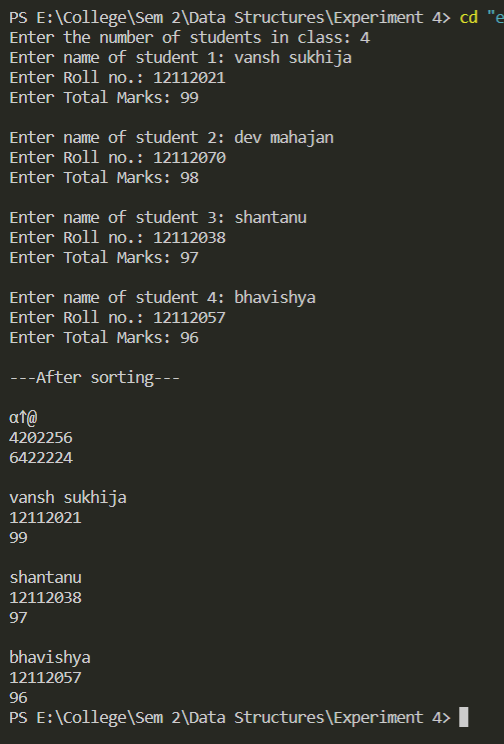 PS E:\College\Sem 2\Data Structures\Experiment 4> cd "e
Enter the number of students in class: 4
Enter name of student 1: vansh sukhija
Enter Roll no.: 12112021
Enter Total Marks: 99
Enter name of student 2: dev mahajan
Enter Roll no.: 12112070
Enter Total Marks: 98
Enter name of student 3: shantanu
Enter Roll no.: 12112038
Enter Total Marks: 97
Enter name of student 4: bhavishya
Enter Roll no.: 12112057
Enter Total Marks: 96
---After sorting---
α↑@
4202256
6422224
vansh sukhija
12112021
99
shantanu
12112038
97
bhavishya
12112057
96
PS E:\College\Sem 2\Data Structures\Experiment 4>